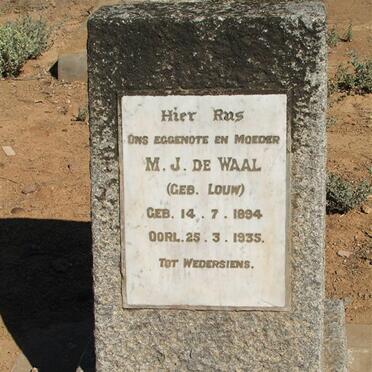 Hier Rus
Ons Eggenote en Moeder
M. J. de Waal
(Geb. Louw)
Geb. 14. 7. 1894
Oorl. 25. 3. 1935.
Tot Wedersiens.